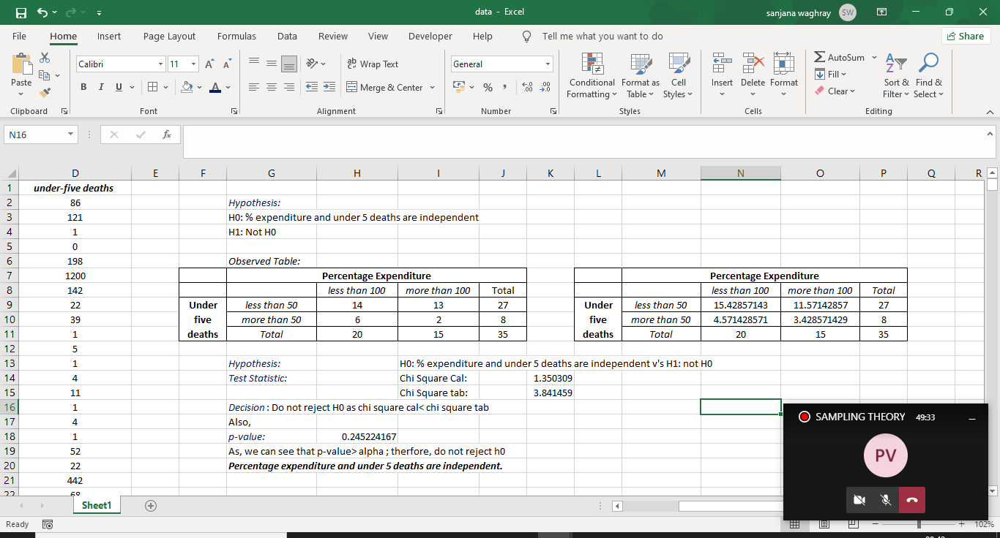 data - Excel
sanjana waghray SW
File Home Insert Page Layout Formulas Data Review View Developer Help Tell me what you want to do Share
Paste
Calibri 11
B I U
Wrap Text
Merge & Center
General
% ,
Conditional Formatting
Format as Table
Cell Styles
Insert Delete Format
AutoSum
Fill
Clear
Sort & Filter
Find & Select
Clipboard Font Alignment Number Styles Cells Editing
N16 fx
D E F G H I J K L M N O P Q R
1 under-five deaths
2 86 Hypothesis:
3 121 H0: % expenditure and under 5 deaths are independent
4 1 H1: Not H0
5 0
6 198 Observed Table:
7 1200 Percentage Expenditure Percentage Expenditure
8 142 less than 100 more than 100 Total less than 100 more than 100 Total
9 22 Under less than 50 14 13 27 Under less than 50 15.42857143 11.57142857 27
10 39 five more than 50 6 2 8 five more than 50 4.571428571 3.428571429 8
11 1 deaths Total 20 15 35 deaths Total 20 15 35
12 5
13 1 Hypothesis: H0: % expenditure and under 5 deaths are independent v's H1: not H0
14 4 Test Statistic: Chi Square Cal: 1.350309
15 11 Chi Square tab: 3.841459
16 1 Decision : Do not reject H0 as chi square cal< chi square tab
17 4 Also,
18 1 p-value: 0.245224167
19 52 As, we can see that p-value> alpha ; therfore, do not reject h0
20 22 Percentage expenditure and under 5 deaths are independent.
21 442
SAMPLING THEORY 49:33
PV
Sheet1
Ready
102%